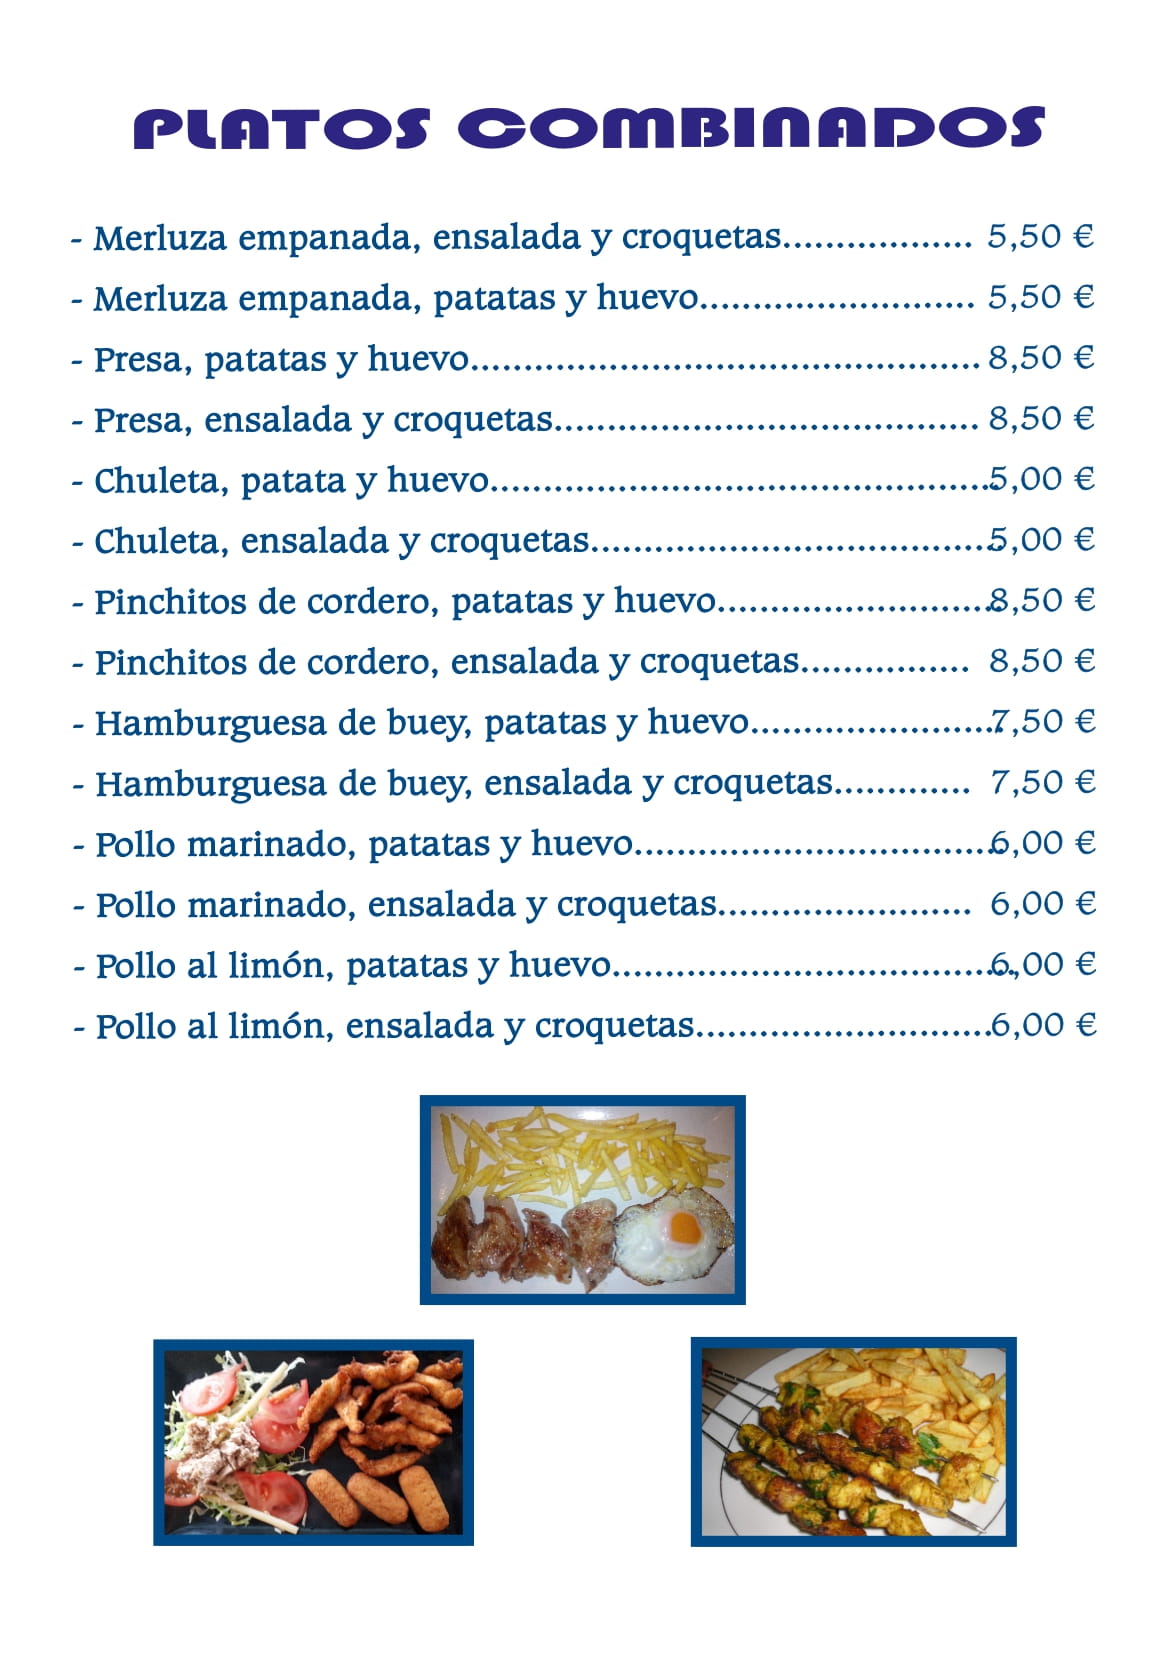 PLATOS COMBINADOS
- Merluza empanada, ensalada y croquetas.................. 5,50 €
- Merluza empanada, patatas y huevo.......................... 5,50 €
- Presa, patatas y huevo................................................ 8,50 €
- Presa, ensalada y croquetas........................................ 8,50 €
- Chuleta, patata y huevo................................................5,00 €
- Chuleta, ensalada y croquetas.......................................5,00 €
- Pinchitos de cordero, patatas y huevo...........................8,50 €
- Pinchitos de cordero, ensalada y croquetas................ 8,50 €
- Hamburguesa de buey, patatas y huevo........................7,50 €
- Hamburguesa de buey, ensalada y croquetas............. 7,50 €
- Pollo marinado, patatas y huevo...................................6,00 €
- Pollo marinado, ensalada y croquetas........................ 6,00 €
- Pollo al limón, patatas y huevo......................................6,00 €
- Pollo al limón, ensalada y croquetas............................6,00 €